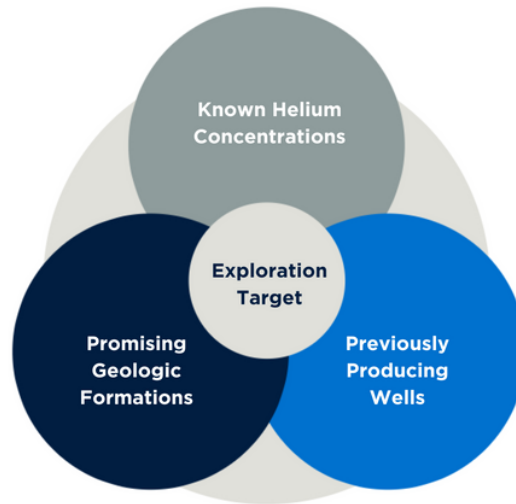 Known Helium
Concentrations
Exploration
Target
Promising
Geologic
Formations
Previously
Producing
Wells